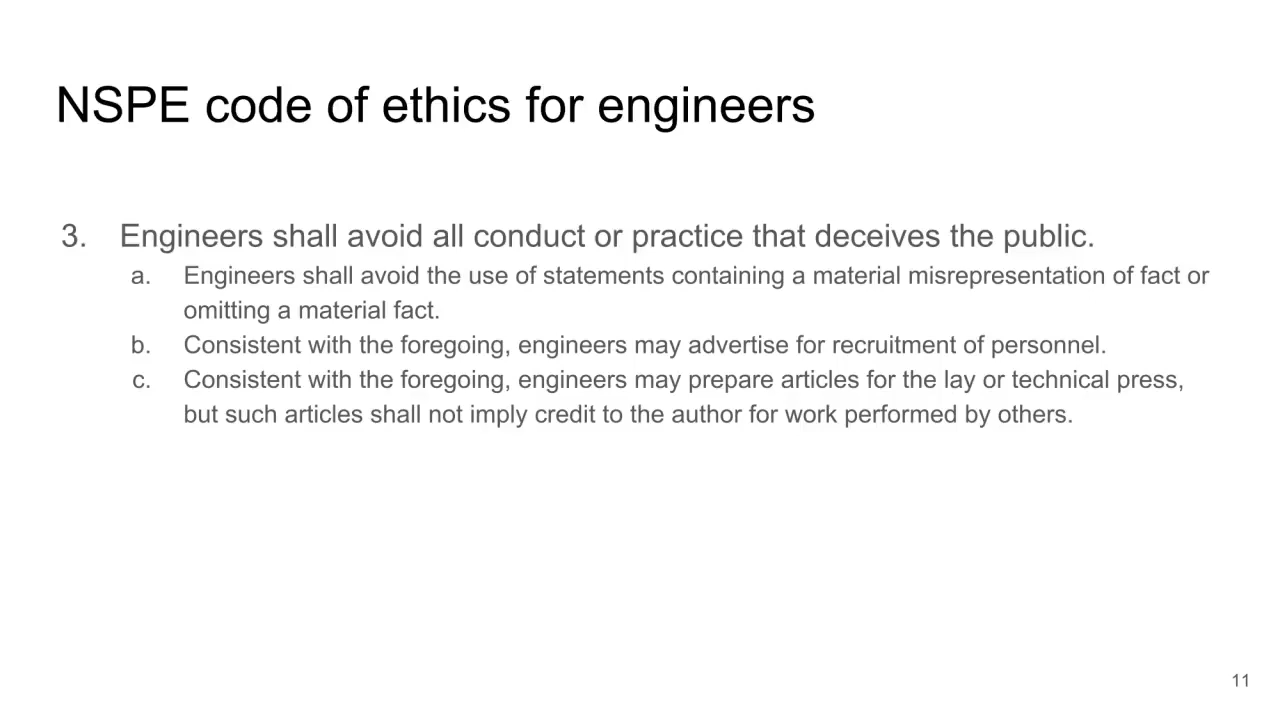 NSPE code of ethics for engineers
3. Engineers shall avoid all conduct or practice that deceives the public.
a. Engineers shall avoid the use of statements containing a material misrepresentation of fact or
omitting a material fact.
b. Consistent with the foregoing, engineers may advertise for recruitment of personnel.
c. Consistent with the foregoing, engineers may prepare articles for the lay or technical press,
but such articles shall not imply credit to the author for work performed by others.
11